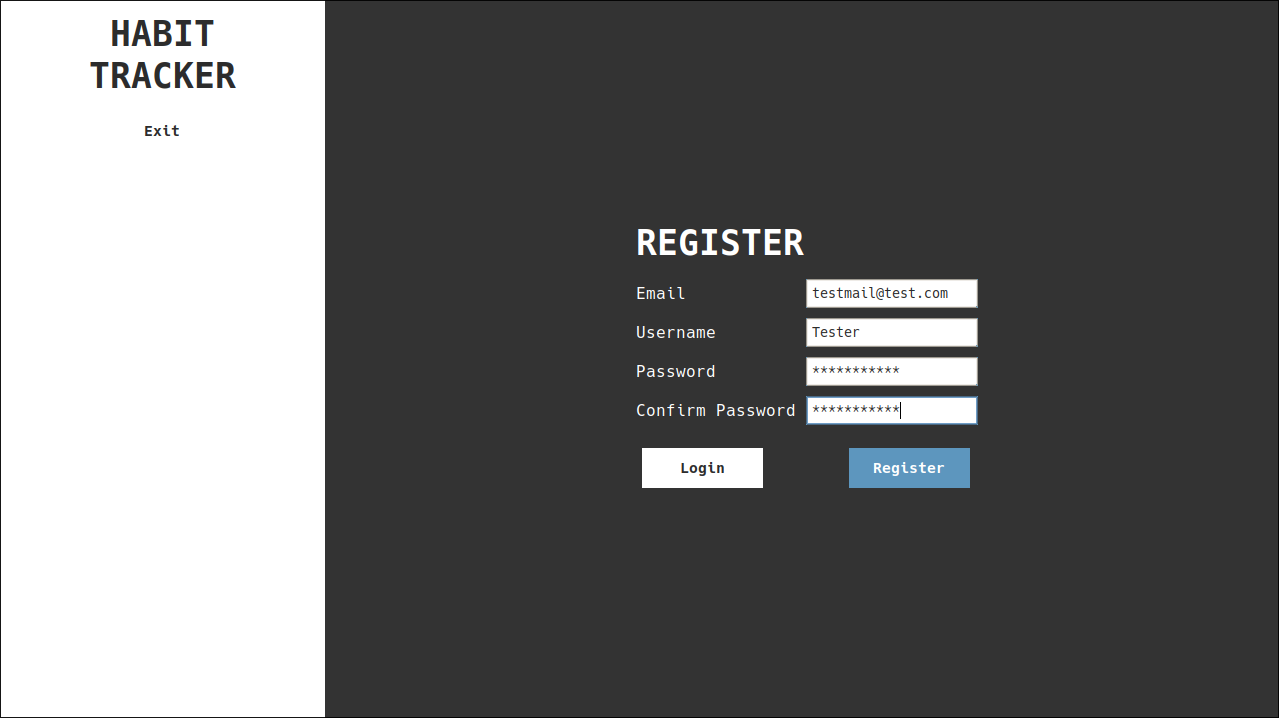 HABIT
TRACKER
Exit
REGISTER
Email testmail@test.com
Username Tester
Password ***********
Confirm Password ***********
Login Register